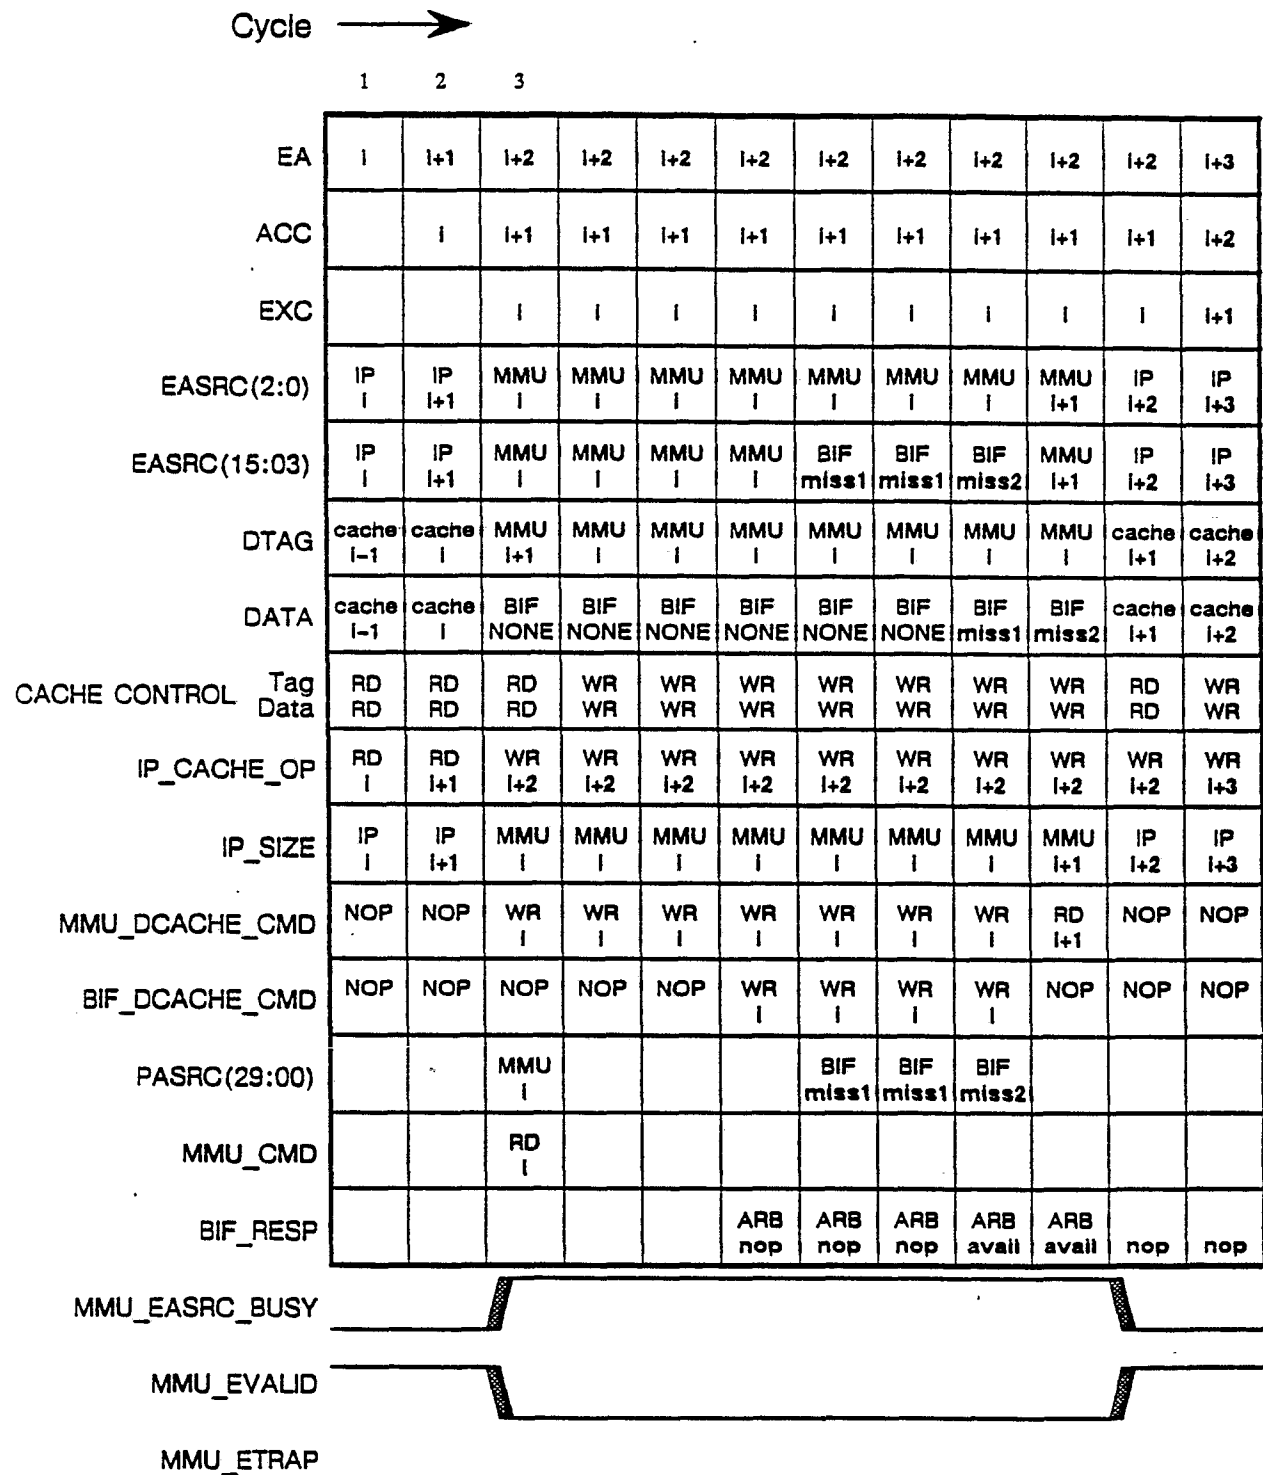 Cycle
1 2 3
EA i i+1 i+2 i+2 i+2 i+2 i+2 i+2 i+2 i+2 i+2 i+3
ACC i i+1 i+1 i+1 i+1 i+1 i+1 i+1 i+1 i+1 i+2
EXC i i i i i i i i i i+1
EASRC(2:0) IP IP MMU MMU MMU MMU MMU MMU MMU MMU IP IP
i i+1 i i i i i i i i+1 i+2 i+3
EASRC(15:03) IP IP MMU MMU MMU MMU BIF BIF BIF MMU IP IP
i i+1 i i i i miss1 miss1 miss2 i+1 i+2 i+3
DTAG cache cache MMU MMU MMU MMU MMU MMU MMU MMU cache cache
i-1 i i+1 i i i i i i i i+1 i+2
DATA cache cache BIF BIF BIF BIF BIF BIF BIF BIF cache cache
i-1 i NONE NONE NONE NONE NONE NONE miss1 miss2 i+1 i+2
CACHE CONTROL Tag RD RD RD WR WR WR WR WR WR WR RD WR
Data RD RD RD WR WR WR WR WR WR WR RD WR
IP_CACHE_OP RD RD WR WR WR WR WR WR WR WR WR WR
i i+1 i+2 i+2 i+2 i+2 i+2 i+2 i+2 i+2 i+2 i+3
IP_SIZE IP IP MMU MMU MMU MMU MMU MMU MMU MMU IP IP
i i+1 i i i i i i i i+1 i+2 i+3
MMU_DCACHE_CMD NOP NOP WR WR WR WR WR WR WR RD NOP NOP
i i i i i i i i+1
BIF_DCACHE_CMD NOP NOP NOP NOP NOP WR WR WR WR NOP NOP NOP
i i i i
PASRC(29:00) MMU BIF BIF BIF
i miss1 miss1 miss2
MMU_CMD RD
i
BIF_RESP ARB ARB ARB ARB ARB
nop nop nop avail avail nop nop
MMU_EASRC_BUSY
MMU_EVALID
MMU_ETRAP